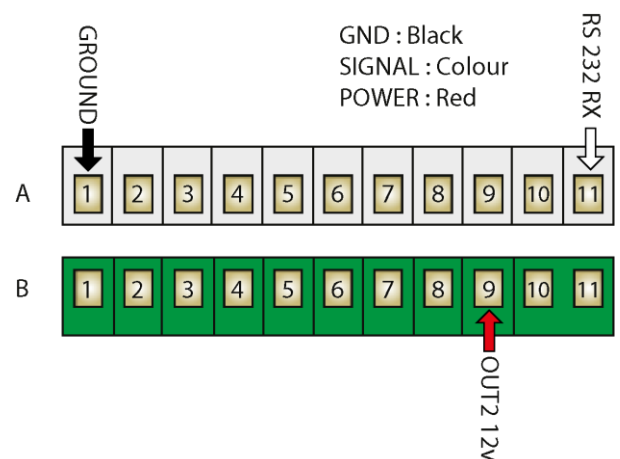 GROUND
GND : Black
SIGNAL : Colour
POWER : Red
RS 232 RX
A
1 2 3 4 5 6 7 8 9 10 11
B
1 2 3 4 5 6 7 8 9 10 11
OUT2 12v